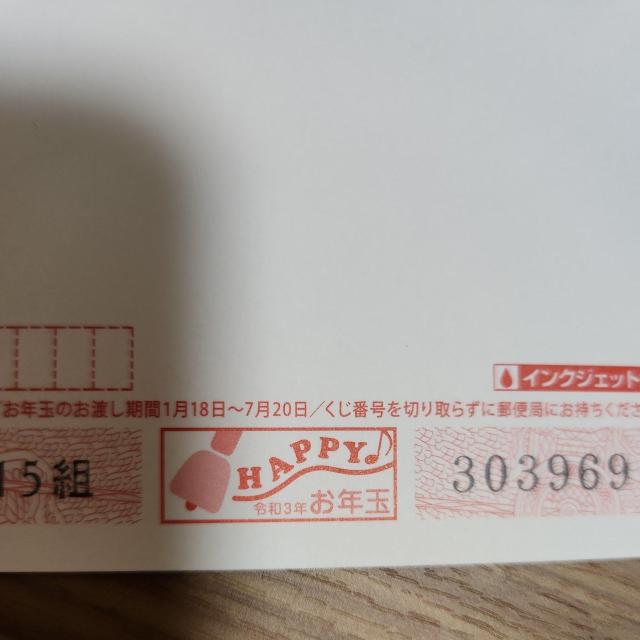 インクジェット
お年玉のお渡し期間1月18日〜7月20日／くじ番号を切り取らずに郵便局にお持ちくだ
15組
HAPPY♪
令和3年お年玉
303969